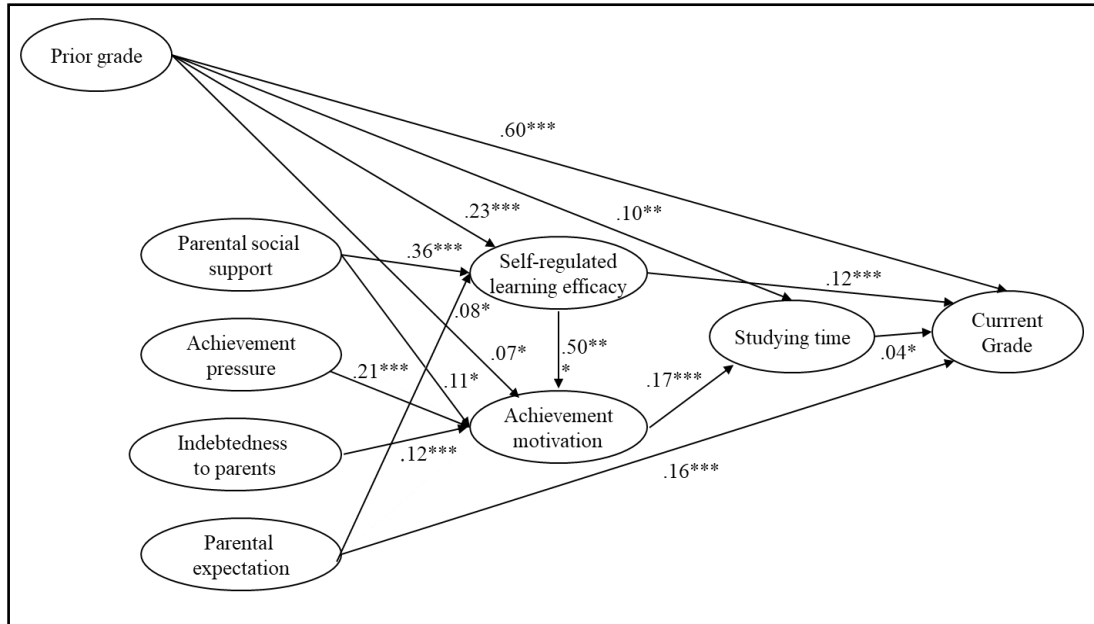 Prior grade
.60***
.23***
.10**
Parental social
support
.36***
Self-regulated
learning efficacy
.12***
.08*
Achievement
pressure
.07*
.50**
*
Studying time
.04*
Currrent
Grade
.21***
.11*
.17***
Achievement
motivation
Indebtedness
to parents
.12***
.16***
Parental
expectation